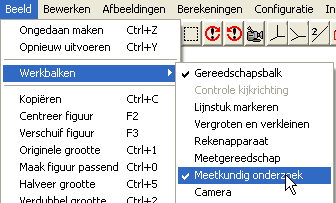 Beeld Bewerken Afbeeldingen Berekeningen Configuratie
Ongedaan maken Ctrl+Z
Opnieuw uitvoeren Ctrl+Y
Werkbalken
Kopiëren Ctrl+C
Centreer figuur F2
Verschuif figuur F3
Originele grootte Ctrl+1
Maak figuur passend Ctrl+0
Halveer grootte Ctrl+5
Verdubbel grootte Ctrl+2
Gereedschapsbalk
Controle kijkrichting
Lijnstuk markeren
Vergroten en verkleinen
Rekenapparaat
Meetgereedschap
Meetkundig onderzoek
Camera